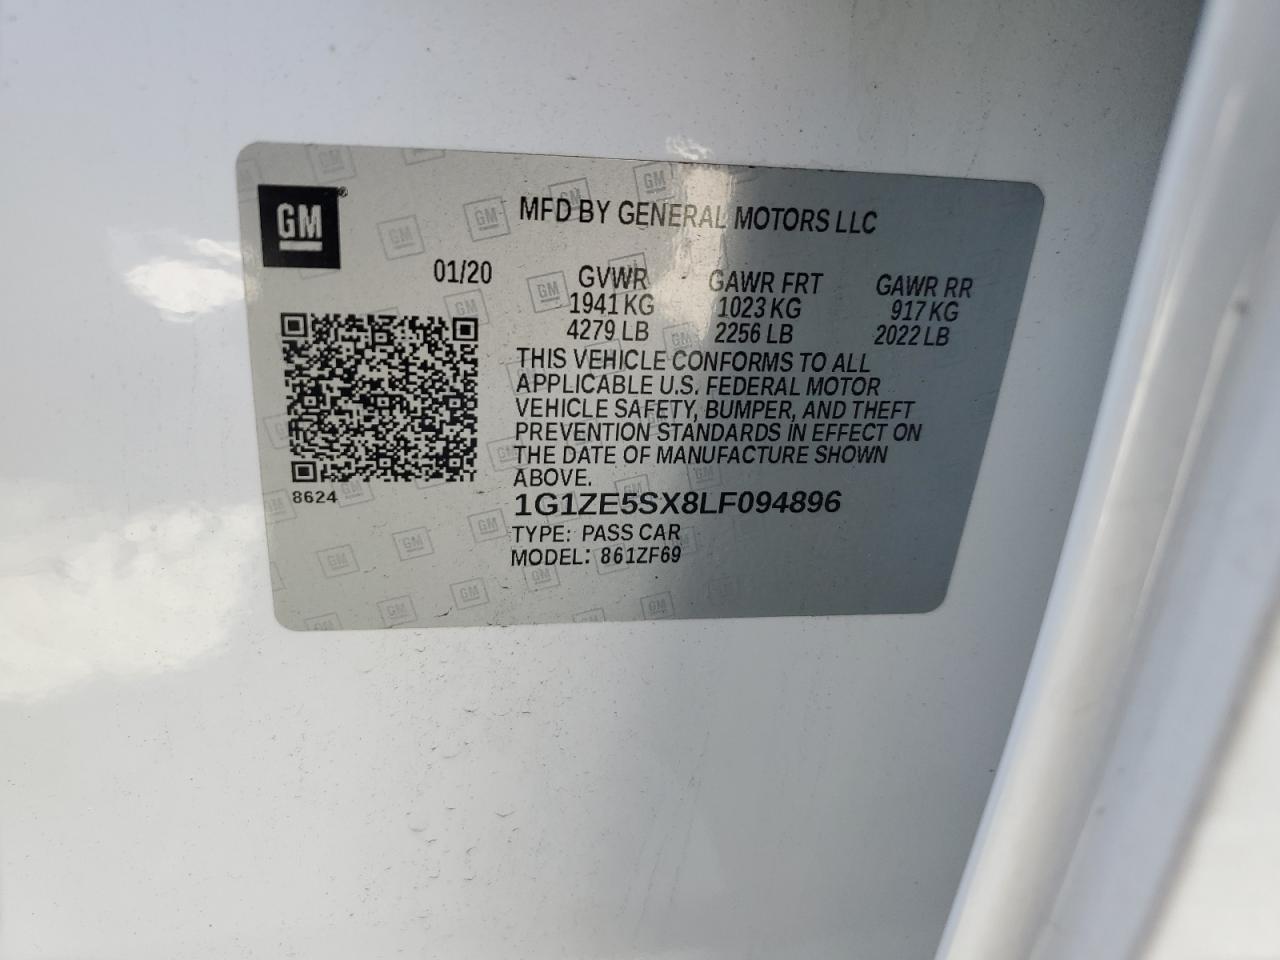 GM®
MFD BY GENERAL MOTORS LLC
01/20
GVWR GAWR FRT GAWR RR
1941 KG 1023 KG 917 KG
4279 LB 2256 LB 2022 LB
THIS VEHICLE CONFORMS TO ALL
APPLICABLE U.S. FEDERAL MOTOR
VEHICLE SAFETY, BUMPER, AND THEFT
PREVENTION STANDARDS IN EFFECT ON
THE DATE OF MANUFACTURE SHOWN
ABOVE.
8624
1G1ZE5SX8LF094896
TYPE: PASS CAR
MODEL: 861ZF69